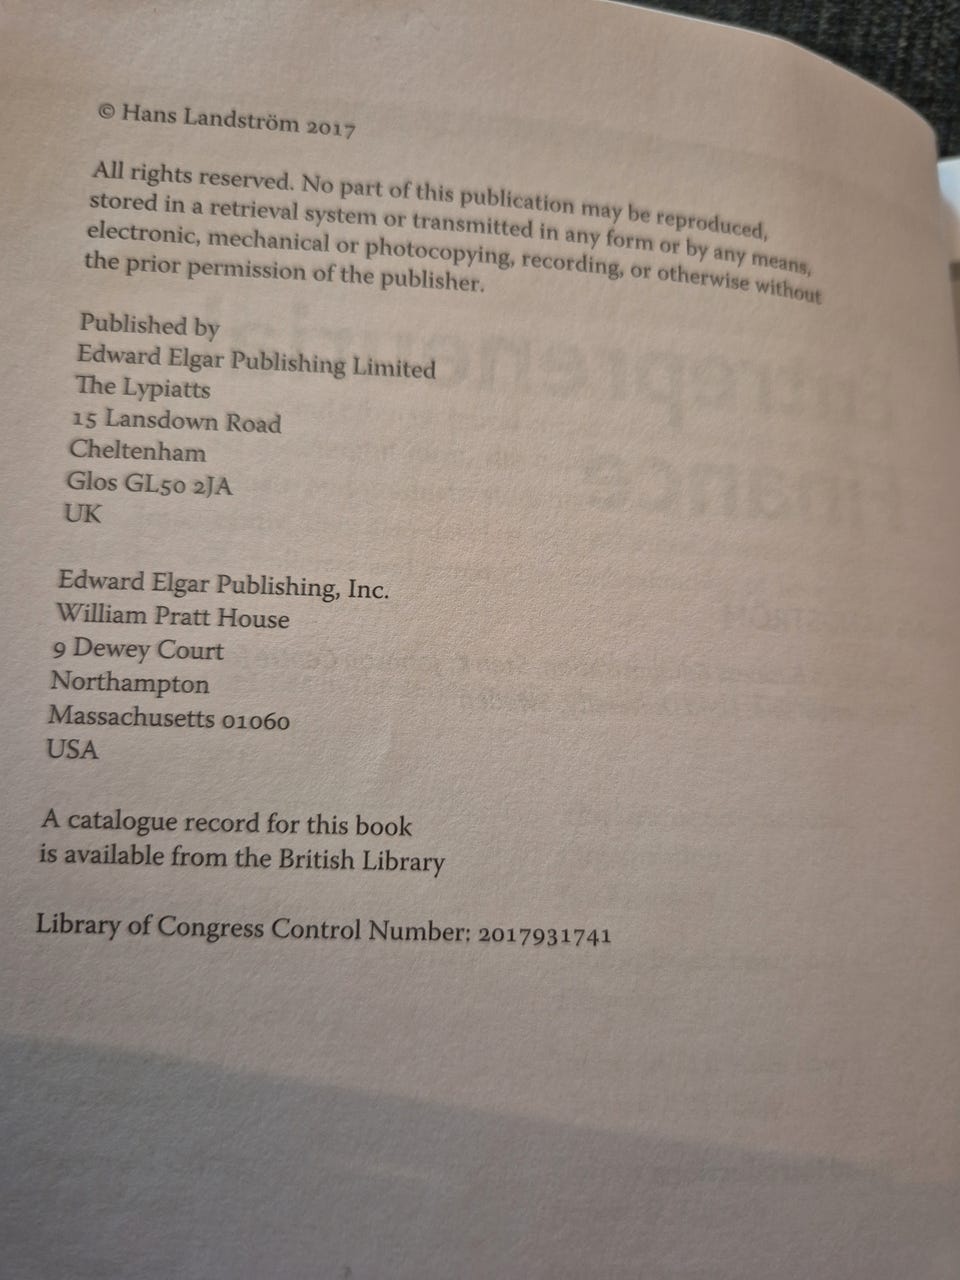 © Hans Landström 2017
All rights reserved. No part of this publication may be reproduced,
stored in a retrieval system or transmitted in any form or by any means,
electronic, mechanical or photocopying, recording, or otherwise without
the prior permission of the publisher.
Published by
Edward Elgar Publishing Limited
The Lypiatts
15 Lansdown Road
Cheltenham
Glos GL50 2JA
UK
Edward Elgar Publishing, Inc.
William Pratt House
9 Dewey Court
Northampton
Massachusetts 01060
USA
A catalogue record for this book
is available from the British Library
Library of Congress Control Number: 2017931741